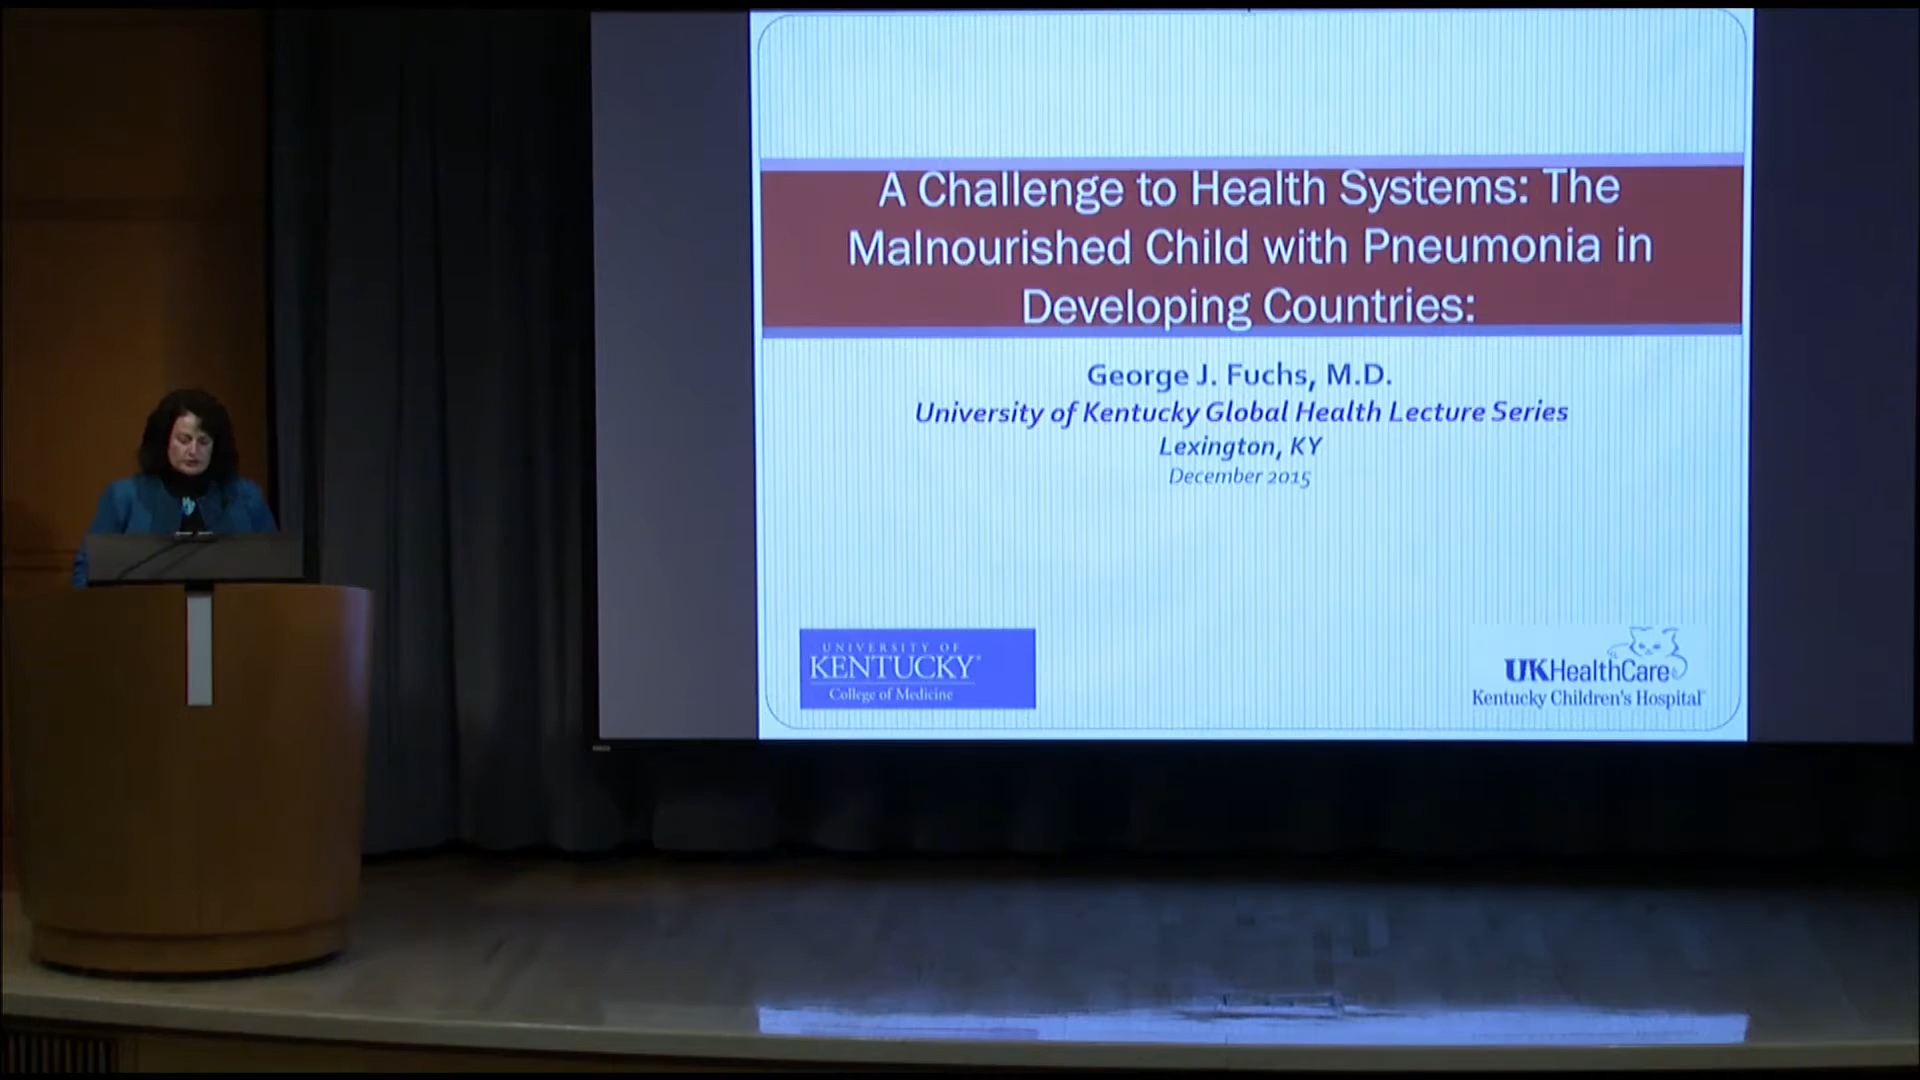 A Challenge to Health Systems: The
Malnourished Child with Pneumonia in
Developing Countries:
George J. Fuchs, M.D.
University of Kentucky Global Health Lecture Series
Lexington, KY
December 2015
UNIVERSITY OF
KENTUCKY
College of Medicine
UKHealthCare
Kentucky Children's Hospital